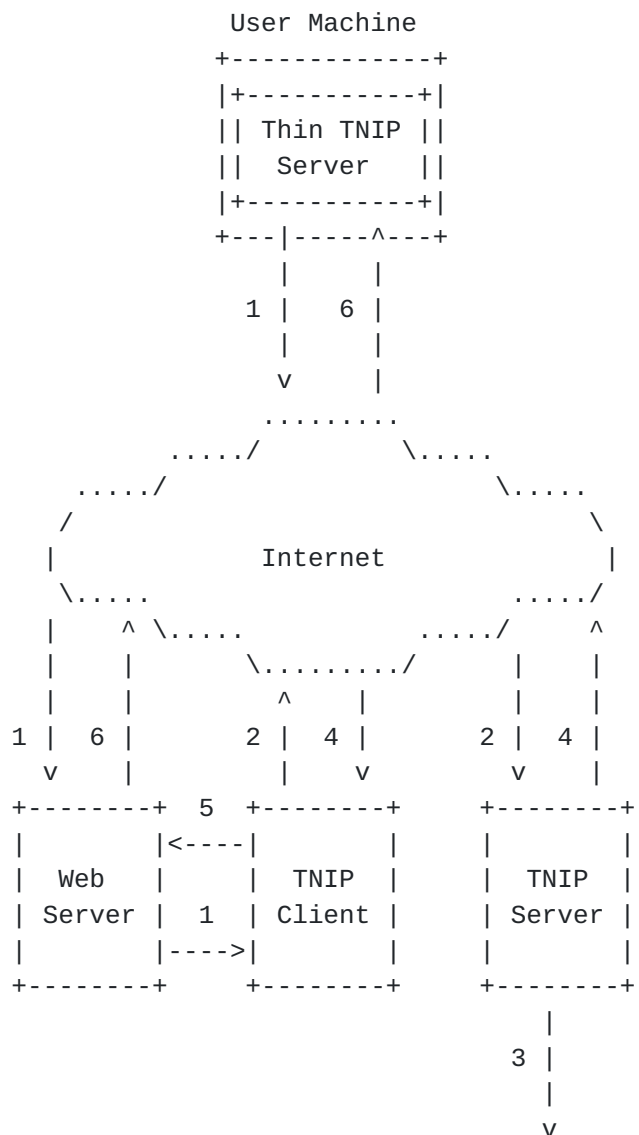 User Machine
             +-------------+
             |+-----------+|
             || Thin TNIP ||
             ||  Server   ||
             |+-----------+|
             +---|-----^---+
                 |     |
               1 |   6 |
                 |     |
                 v     |
                .........
          ...../         \.....
    ...../                     \.....
   /                                 \
  |             Internet              |
   \.....                       ...../
  |    ^ \.....           ...../     ^
  |    |       \........./      |    |
  |    |         ^    |         |    |
1 |  6 |       2 |  4 |       2 |  4 |
  v    |         |    v         v    |
+--------+  5  +--------+     +--------+
|        |<----|        |     |        |
|  Web   |     |  TNIP  |     |  TNIP  |
| Server |  1  | Client |     | Server |
|        |---->|        |     |        |
+--------+     +--------+     +--------+
                                  |
                                3 |
                                  |
                                  v